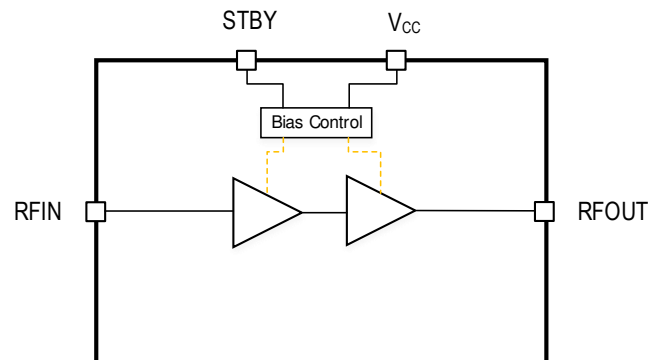 STBY
VCC
Bias Control
RFIN
RFOUT